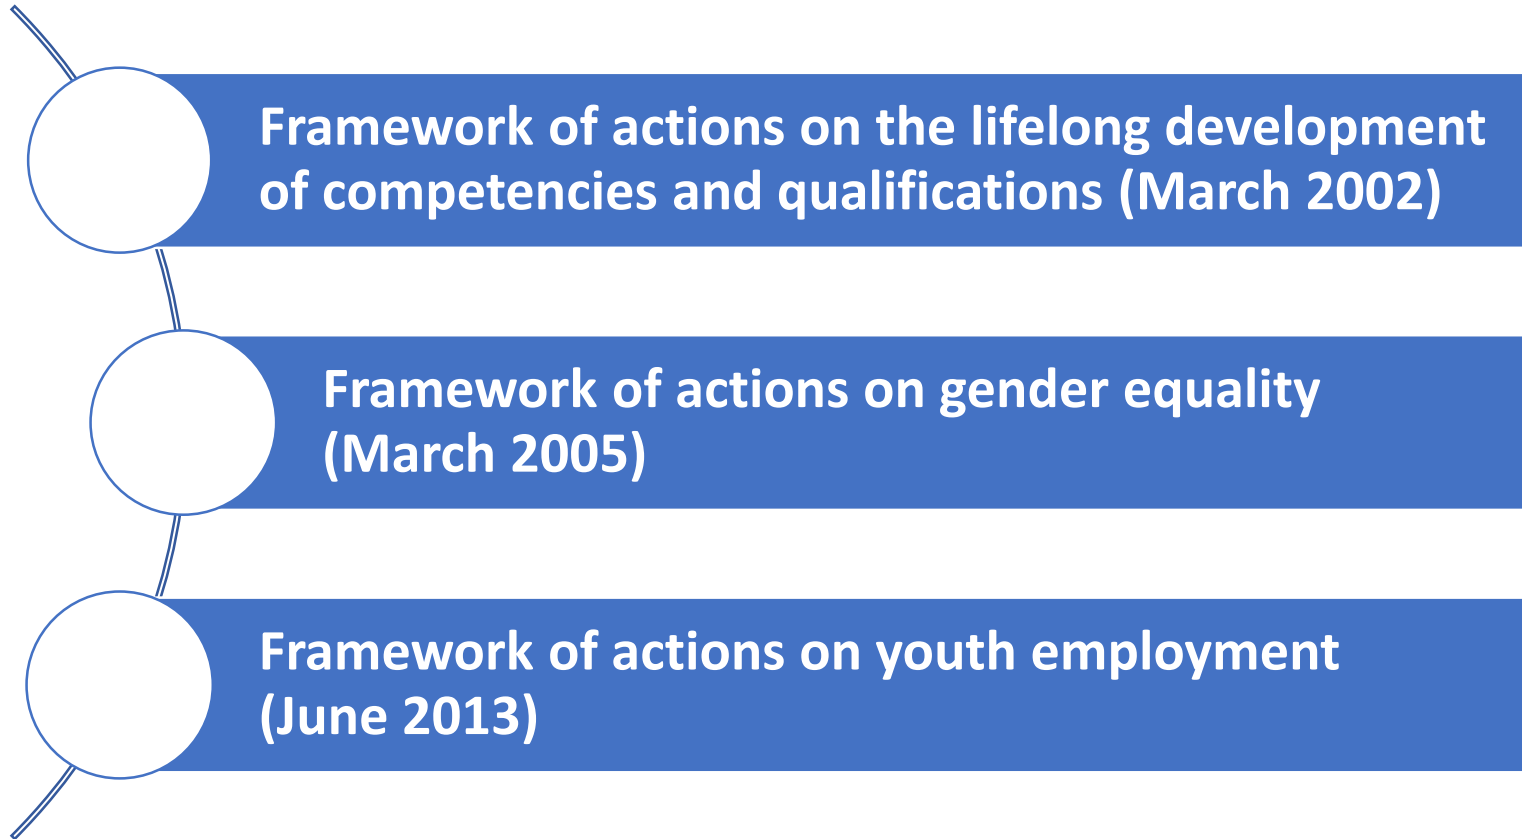 Framework of actions on the lifelong development
of competencies and qualifications (March 2002)
Framework of actions on gender equality
(March 2005)
Framework of actions on youth employment
(June 2013)